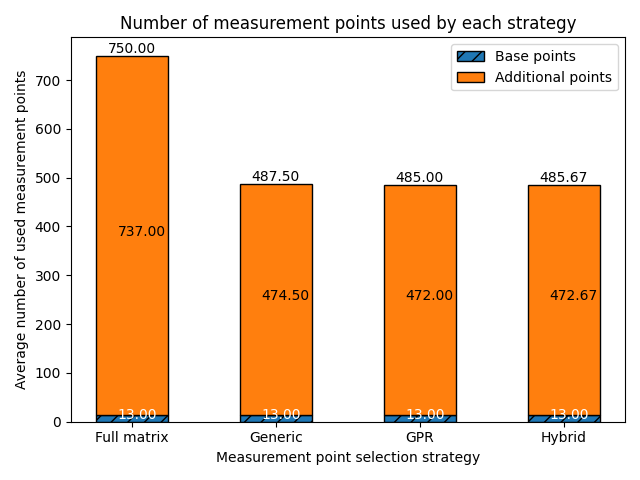 Number of measurement points used by each strategy
Base points
Additional points
Average number of used measurement points
700
600
500
400
300
200
100
0
750.00
487.50
485.00
485.67
737.00
474.50
472.00
472.67
13.00
13.00
13.00
13.00
Full matrix
Generic
GPR
Hybrid
Measurement point selection strategy